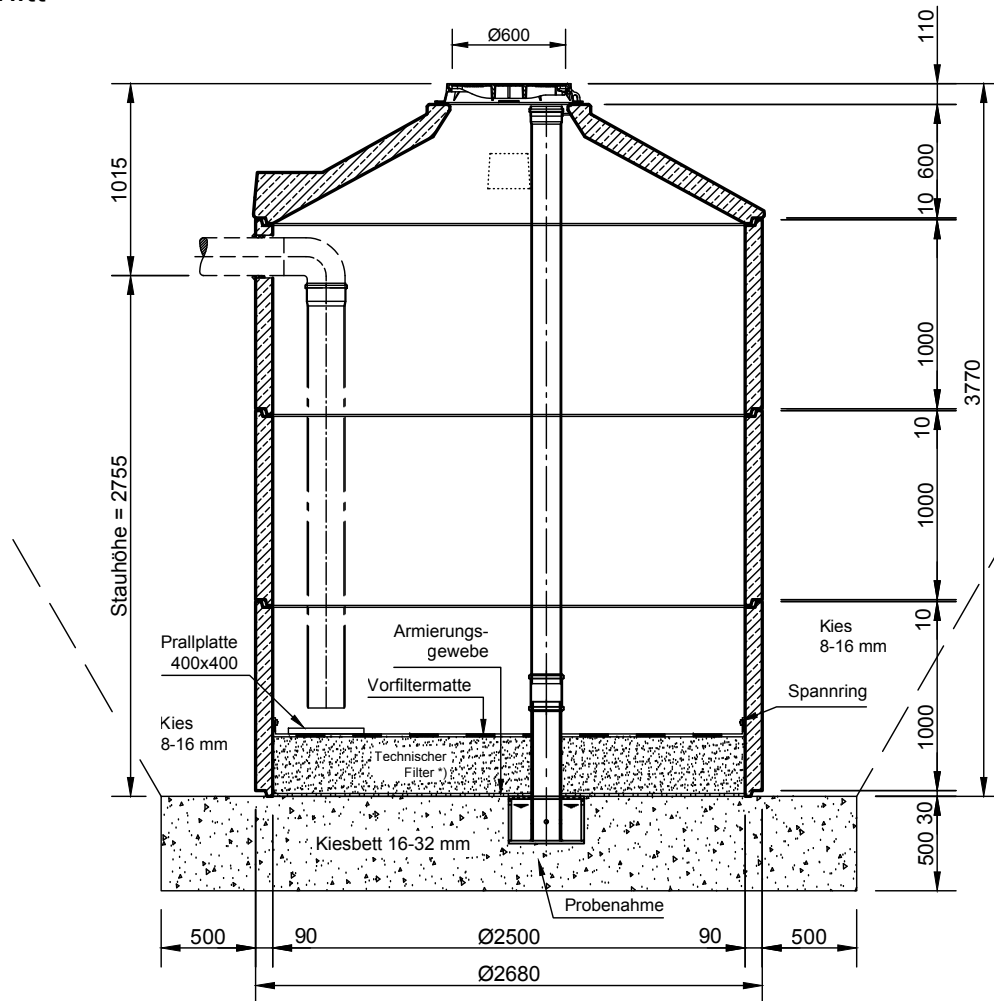 Ø600
110
1015
600
10
1000
3770
10
1000
Stauhöhe = 2755
10
Kies
8-16 mm
Armierungs-
gewebe
Prallplatte
400x400
Vorfiltermatte
Spannring
Kies
8-16 mm
1000
Technischer
Filter *)
30
500
Kiesbett 16-32 mm
Probenahme
500
90
Ø2500
90
500
Ø2680